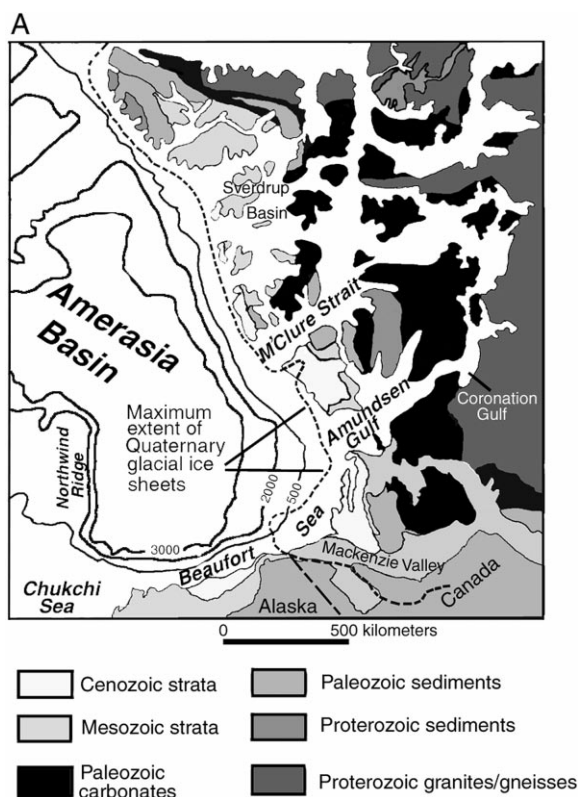 A
Sverdrup
Basin
Amerasia
Basin
M'Clure Strait
Maximum
extent of
Quaternary
glacial ice
sheets
Amundsen
Gulf
Coronation
Gulf
Northwind
Ridge
2000
500
3000
Beaufort
Sea
Mackenzie Valley
Chukchi
Sea
Alaska
Canada
0 500 kilometers
Cenozoic strata
Paleozoic sediments
Mesozoic strata
Proterozoic sediments
Paleozoic
carbonates
Proterozoic granites/gneisses